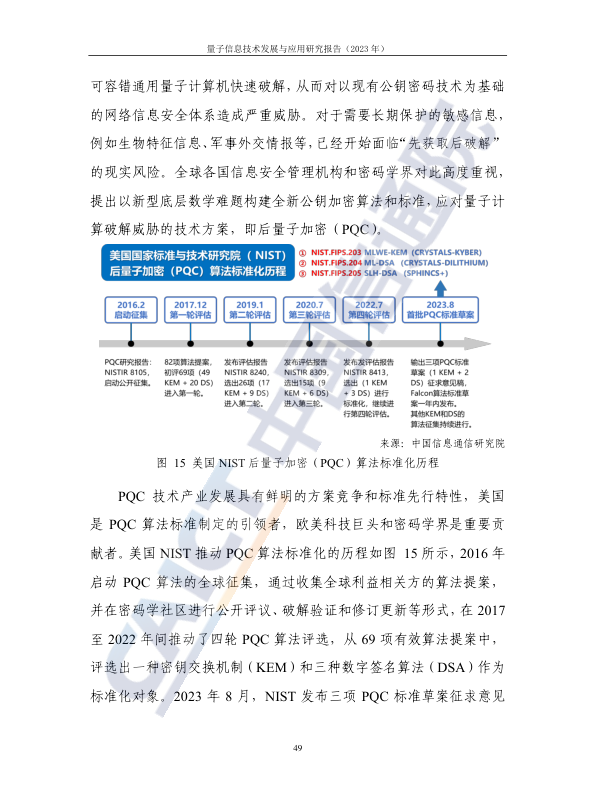 量子信息技术发展与应用研究报告（2023 年）
可容错通用量子计算机快速破解，从而对以现有公钥密码技术为基础
的网络信息安全体系造成严重威胁。对于需要长期保护的敏感信息，
例如生物特征信息、军事外交情报等，已经开始面临“先获取后破解”
的现实风险。全球各国信息安全管理机构和密码学界对此高度重视，
提出以新型底层数学难题构建全新公钥加密算法和标准，应对量子计
算破解威胁的技术方案，即后量子加密（PQC）。
美国国家标准与技术研究院（ NIST）
后量子加密（PQC）算法标准化历程
① NIST.FIPS.203 MLWE-KEM (CRYSTALS-KYBER)
② NIST.FIPS.204 ML-DSA （CRYSTALS-DILITHIUM)
③ NIST.FIPS.205 SLH-DSA （SPHINCS+）
2016.2
启动征集
2017.12
第一轮评估
2019.1
第二轮评估
2020.7
第三轮评估
2022.7
第四轮评估
2023.8
首批PQC标准草案
PQC研究报告：
NISTIR 8105,
启动公开征集。
82项算法提案,
初评69项（49
KEM + 20 DS)
进入第一轮。
发布评估报告
NISTIR 8240,
选出26项（17
KEM + 9 DS）
进入第二轮。
发布评估报告
NISTIR 8309,
选出15项（9
KEM + 6 DS）
进入第三轮。
发布发评估报告
NISTIR 8413,
选出（1 KEM
+ 3 DS）进行
标准化，继续进
行第四轮评估。
输出三项PQC标准
草案（1 KEM + 2
DS）征求意见稿,
Falcon算法标准草
案一年内发布。
其他KEM和DS的
算法征集持续进行。
来源：中国信息通信研究院
图 15 美国 NIST 后量子加密（PQC）算法标准化历程
PQC 技术产业发展具有鲜明的方案竞争和标准先行特性，美国
是 PQC 算法标准制定的引领者，欧美科技巨头和密码学界是重要贡
献者。美国 NIST 推动 PQC 算法标准化的历程如图 15 所示，2016 年
启动 PQC 算法的全球征集，通过收集全球利益相关方的算法提案，
并在密码学社区进行公开评议、破解验证和修订更新等形式，在 2017
至 2022 年间推动了四轮 PQC 算法评选，从 69 项有效算法提案中，
评选出一种密钥交换机制（KEM）和三种数字签名算法（DSA）作为
标准化对象。2023 年 8 月，NIST 发布三项 PQC 标准草案征求意见
49
CAICT 中国信通院